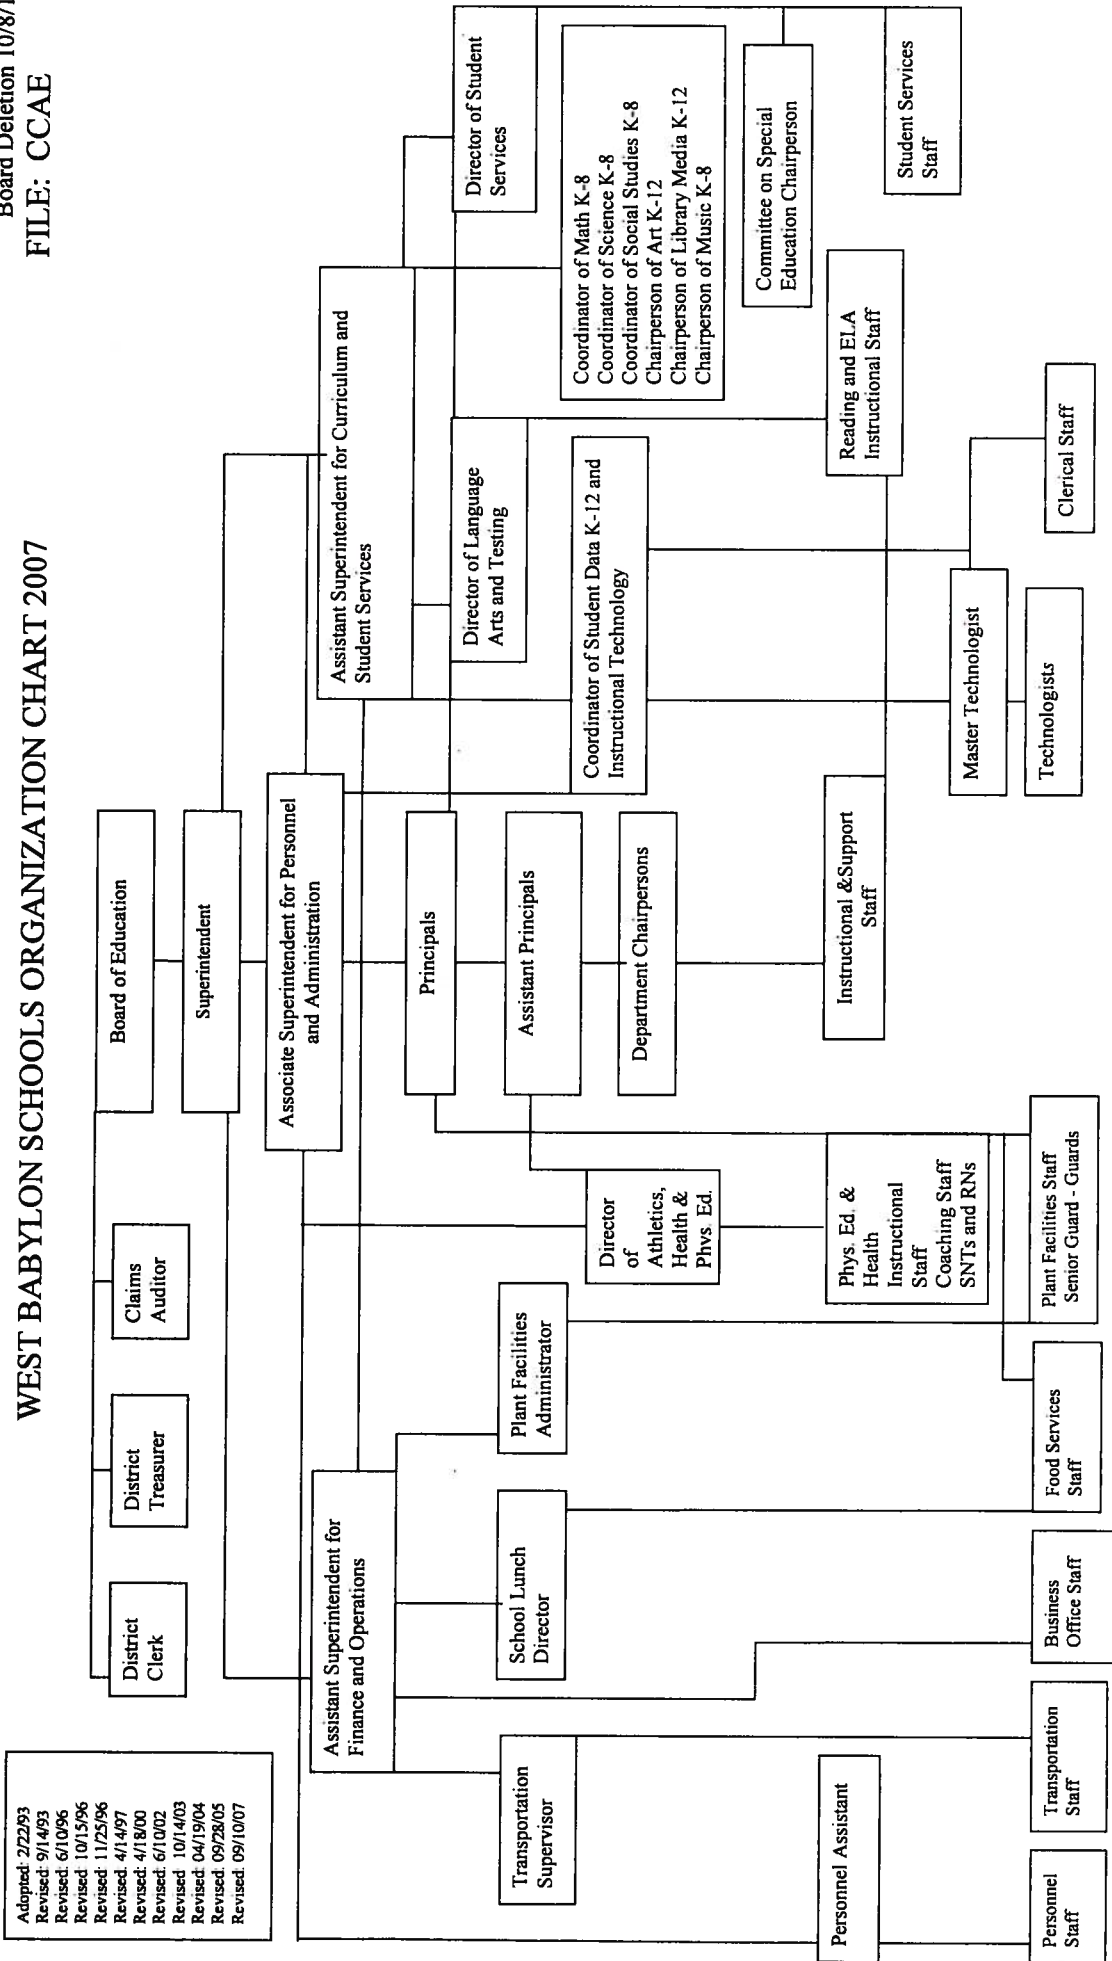 Board Deletion 10/8/1
FILE: CCAE
WEST BABYLON SCHOOLS ORGANIZATION CHART 2007
Adopted: 2/22/93
Revised: 9/14/93
Revised: 6/10/96
Revised: 10/15/96
Revised: 11/25/96
Revised: 4/14/97
Revised: 4/18/00
Revised: 6/10/02
Revised: 10/14/03
Revised: 04/19/04
Revised: 09/28/05
Revised: 09/10/07
Board of Education
District
Clerk
District
Treasurer
Claims
Auditor
Superintendent
Associate Superintendent for Personnel
and Administration
Assistant Superintendent for
Finance and Operations
Assistant Superintendent for Curriculum and
Student Services
Principals
Director of Language
Arts and Testing
Director of Student
Services
Transportation
Supervisor
School Lunch
Director
Plant Facilities
Administrator
Assistant Principals
Director
of
Athletics,
Health &
Phys. Ed.
Coordinator of Student Data K-12 and
Instructional Technology
Coordinator of Math K-8
Coordinator of Science K-8
Coordinator of Social Studies K-8
Chairperson of Art K-12
Chairperson of Library Media K-12
Chairperson of Music K-8
Department Chairpersons
Committee on Special
Education Chairperson
Personnel Assistant
Phys. Ed. &
Health
Instructional
Staff
Coaching Staff
SNTs and RNs
Instructional &Support
Staff
Reading and ELA
Instructional Staff
Student Services
Staff
Master Technologist
Personnel
Staff
Transportation
Staff
Business
Office Staff
Food Services
Staff
Plant Facilities Staff
Senior Guard - Guards
Technologists
Clerical Staff